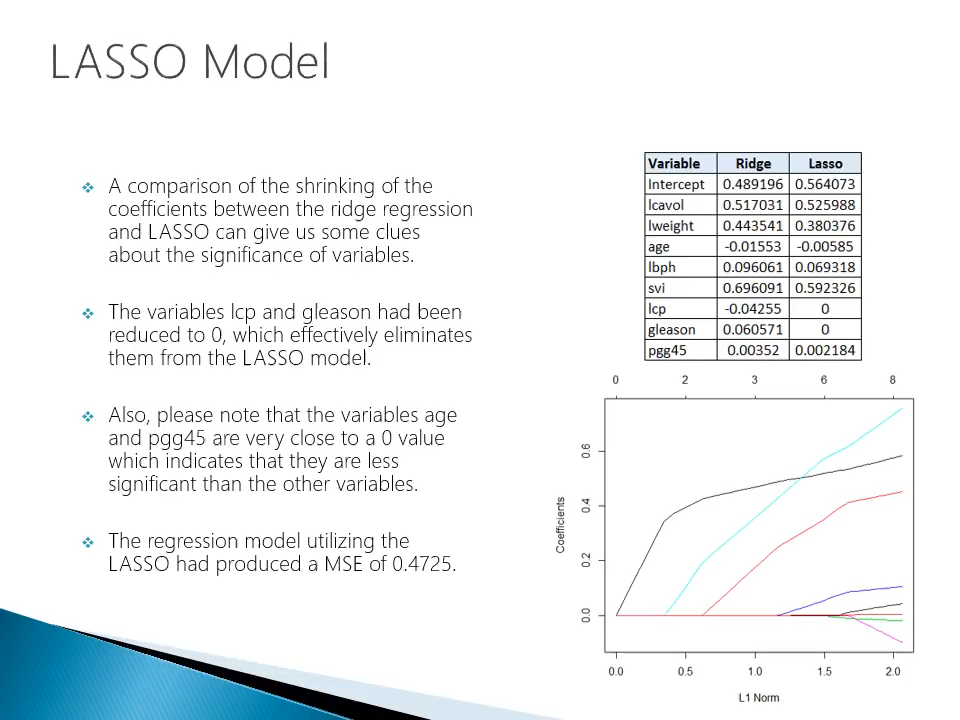 LASSO Model
A comparison of the shrinking of the
coefficients between the ridge regression
and LASSO can give us some clues
about the significance of variables.
The variables lcp and gleason had been
reduced to 0, which effectively eliminates
them from the LASSO model.
Also, please note that the variables age
and pgg45 are very close to a 0 value
which indicates that they are less
significant than the other variables.
The regression model utilizing the
LASSO had produced a MSE of 0.4725.
Variable Ridge Lasso
Intercept 0.489196 0.564073
lcavol 0.517031 0.525988
lweight 0.443541 0.380376
age -0.01553 -0.00585
lbph 0.096061 0.069318
svi 0.696091 0.592326
lcp -0.04255 0
gleason 0.060571 0
pgg45 0.00352 0.002184
0 2 3 6 8
0.6
0.4
0.2
0.0
Coefficients
0.0 0.5 1.0 1.5 2.0
L1 Norm